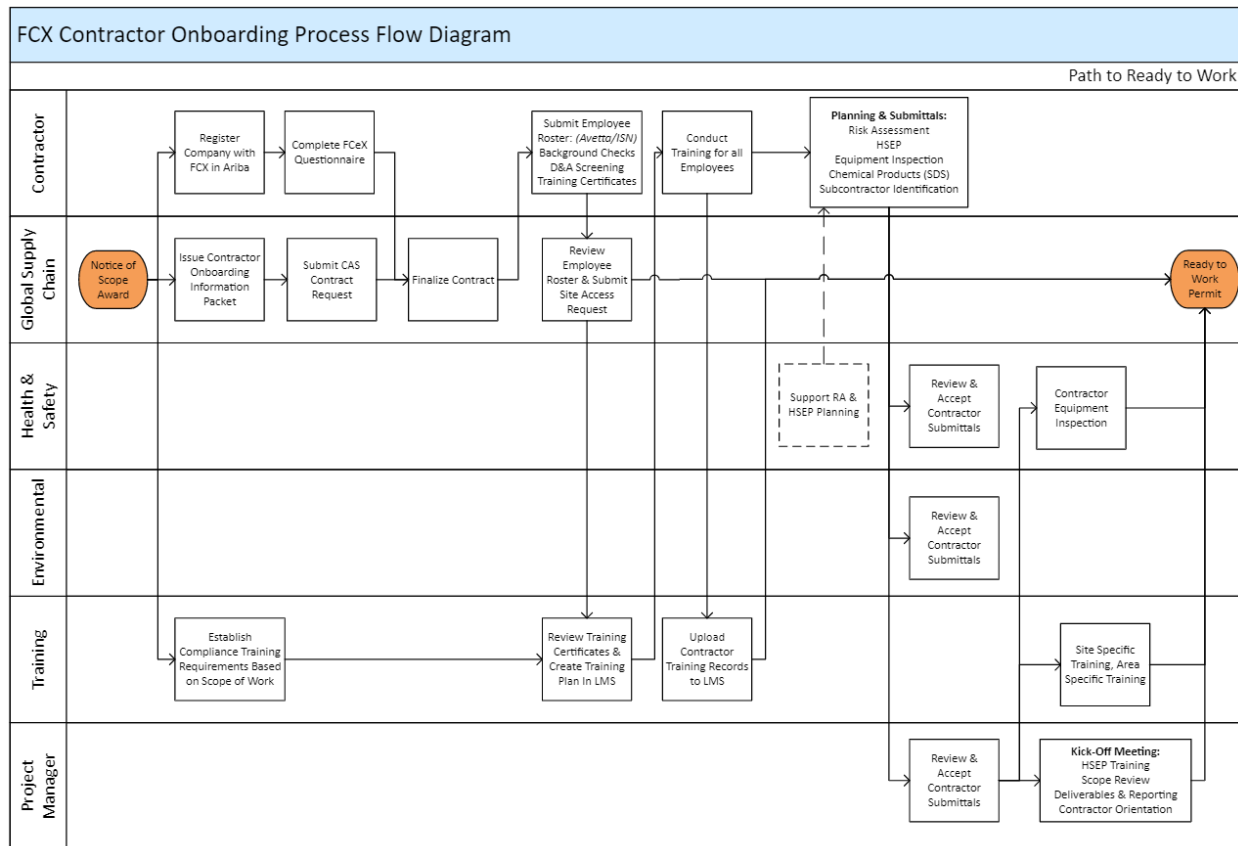 FCX Contractor Onboarding Process Flow Diagram
Path to Ready to Work
Contractor
Register
Company with
FCX in Ariba
Complete FCeX
Questionnaire
Submit Employee
Roster: (Avetta/ISN)
Background Checks
D&A Screening
Training Certificates
Conduct
Training for all
Employees
Planning & Submittals:
Risk Assessment
HSEP
Equipment Inspection
Chemical Products (SDS)
Subcontractor Identification
Global Supply
Chain
Notice of
Scope
Award
Issue Contractor
Onboarding
Information
Packet
Submit CAS
Contract
Request
Finalize Contract
Review
Employee
Roster & Submit
Site Access
Request
Ready to
Work
Permit
Health &
Safety
Support RA &
HSEP Planning
Review &
Accept
Contractor
Submittals
Contractor
Equipment
Inspection
Environmental
Review &
Accept
Contractor
Submittals
Training
Establish
Compliance Training
Requirements Based
on Scope of Work
Review Training
Certificates &
Create Training
Plan In LMS
Upload
Contractor
Training Records
to LMS
Site Specific
Training, Area
Specific Training
Project
Manager
Review &
Accept
Contractor
Submittals
Kick-Off Meeting:
HSEP Training
Scope Review
Deliverables & Reporting
Contractor Orientation